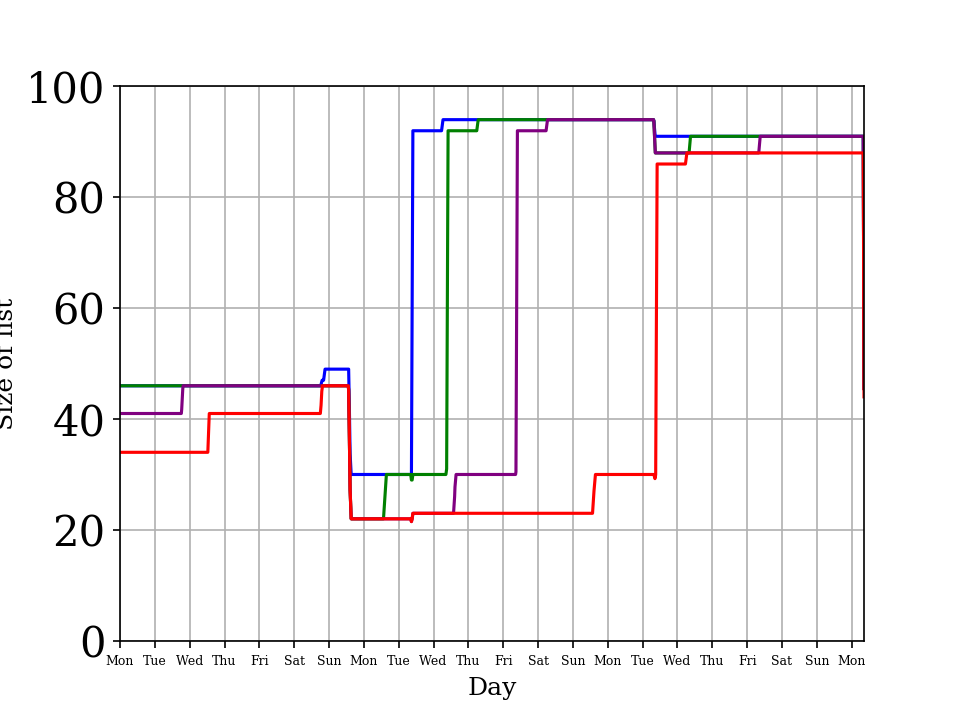 100
80
60
40
20
0
Size of list
Mon Tue Wed Thu Fri Sat Sun Mon Tue Wed Thu Fri Sat Sun Mon Tue Wed Thu Fri Sat Sun Mon
Day